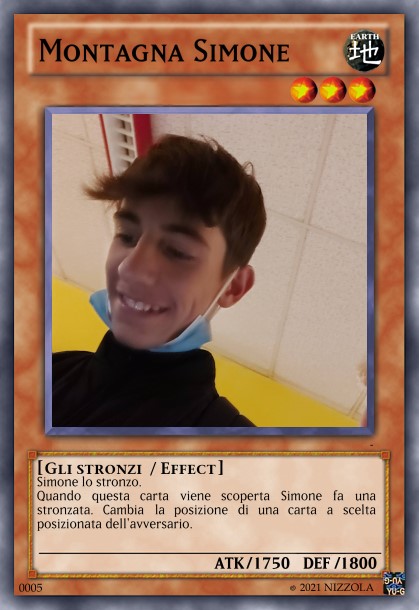 MONTAGNA SIMONE
EARTH
地
[GLI STRONZI / EFFECT]
Simone lo stronzo.
Quando questa carta viene scoperta Simone fa una
stronzata. Cambia la posizione di una carta a scelta
posizionata dell'avversario.
ATK/1750 DEF/1800
0005
© 2021 NIZZOLA